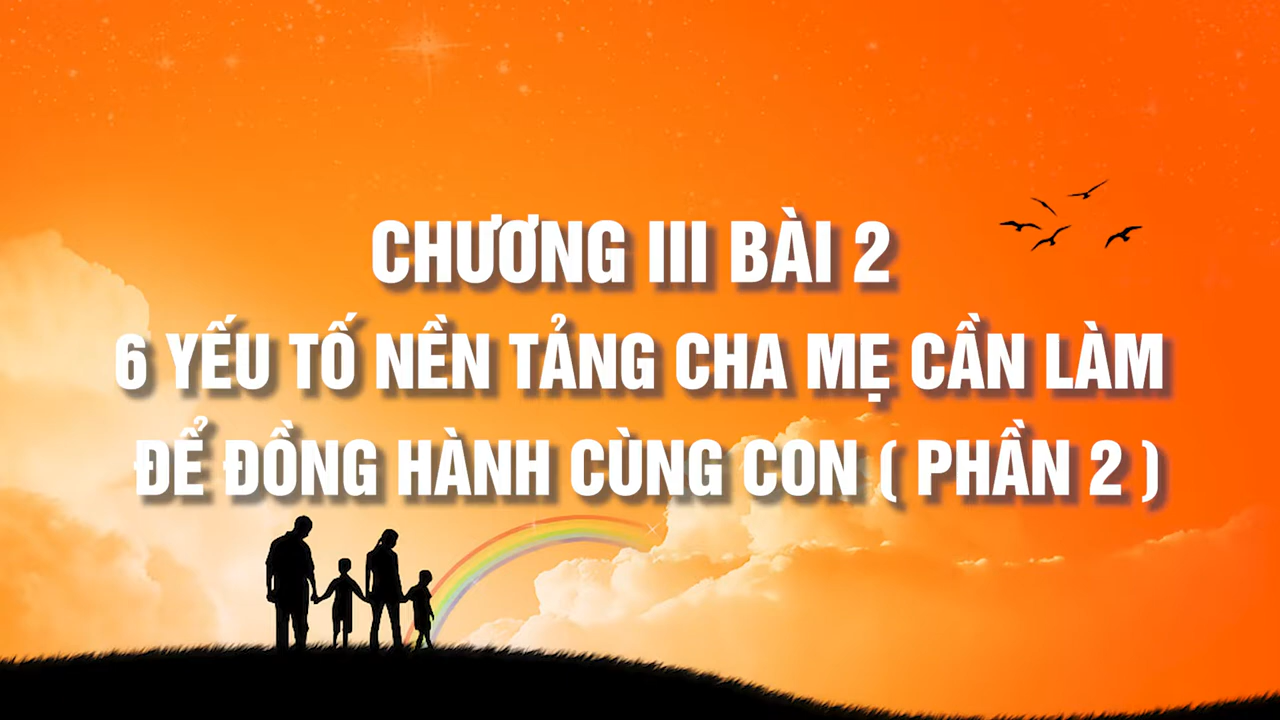 CHƯƠNG III BÀI 2
6 YẾU TỐ NỀN TẢNG CHA MẸ CẦN LÀM
ĐỂ ĐỒNG HÀNH CÙNG CON ( PHẦN 2 )